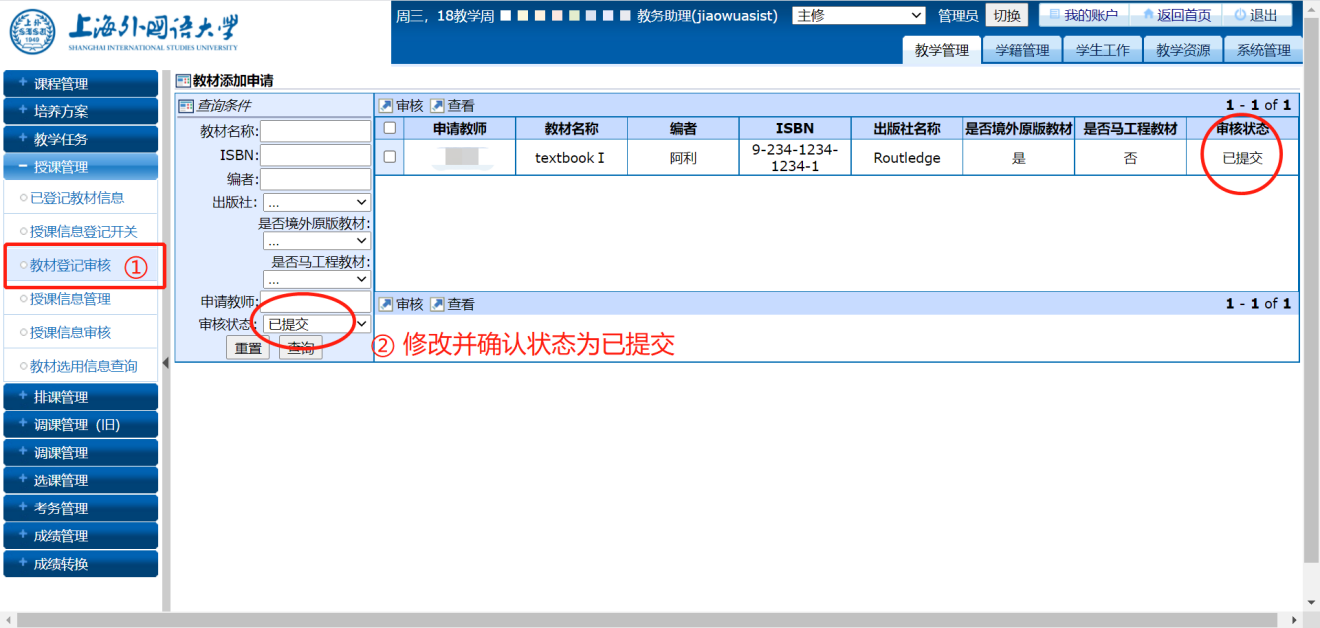 上海外国语大学
SHANGHAI INTERNATIONAL STUDIES UNIVERSITY
周三，18教学周 教务助理(jiaowuasist) 主修 管理员 切换 我的账户 返回首页 退出
教学管理 学籍管理 学生工作 教学资源 系统管理
课程管理
培养方案
教学任务
授课管理
已登记教材信息
授课信息登记开关
教材登记审核 ①
授课信息管理
授课信息审核
教材选用信息查询
排课管理
调课管理（旧）
调课管理
选课管理
考务管理
成绩管理
成绩转换
教材添加申请
查询条件
教材名称:
ISBN:
编者:
出版社: ...
是否境外原版教材:
...
是否马工程教材:
...
申请教师:
审核状态: 已提交
重置 查询
② 修改并确认状态为已提交
审核 查看 1 - 1 of 1
申请教师 教材名称 编者 ISBN 出版社名称 是否境外原版教材 是否马工程教材 审核状态
textbook I 阿利 9-234-1234-1234-1 Routledge 是 否 已提交
审核 查看 1 - 1 of 1